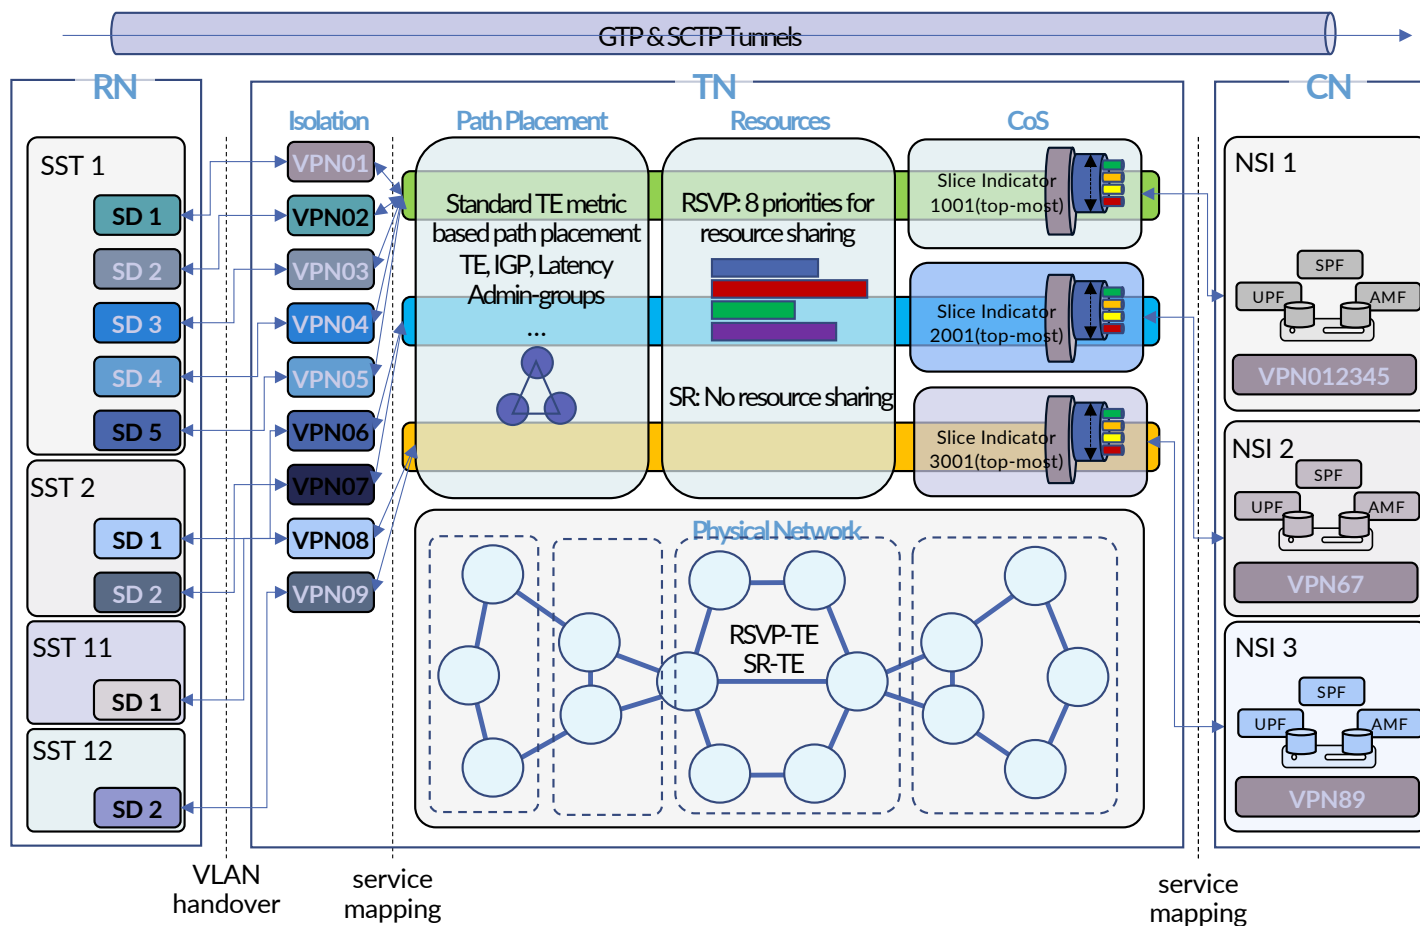 GTP & SCTP Tunnels
RN
TN
CN
SST 1
SD 1
SD 2
SD 3
SD 4
SD 5
SST 2
SD 1
SD 2
SST 11
SD 1
SST 12
SD 2
Isolation
VPN01
VPN02
VPN03
VPN04
VPN05
VPN06
VPN07
VPN08
VPN09
Path Placement
Standard TE metric
based path placement
TE, IGP, Latency
Admin-groups
...
Resources
RSVP: 8 priorities for
resource sharing
SR: No resource sharing
CoS
Slice Indicator
1001(top-most)
Slice Indicator
2001(top-most)
Slice Indicator
3001(top-most)
Physical Network
RSVP-TE
SR-TE
NSI 1
SPF
UPF
AMF
VPN012345
NSI 2
SPF
UPF
AMF
VPN67
NSI 3
SPF
UPF
AMF
VPN89
VLAN
handover
service
mapping
service
mapping